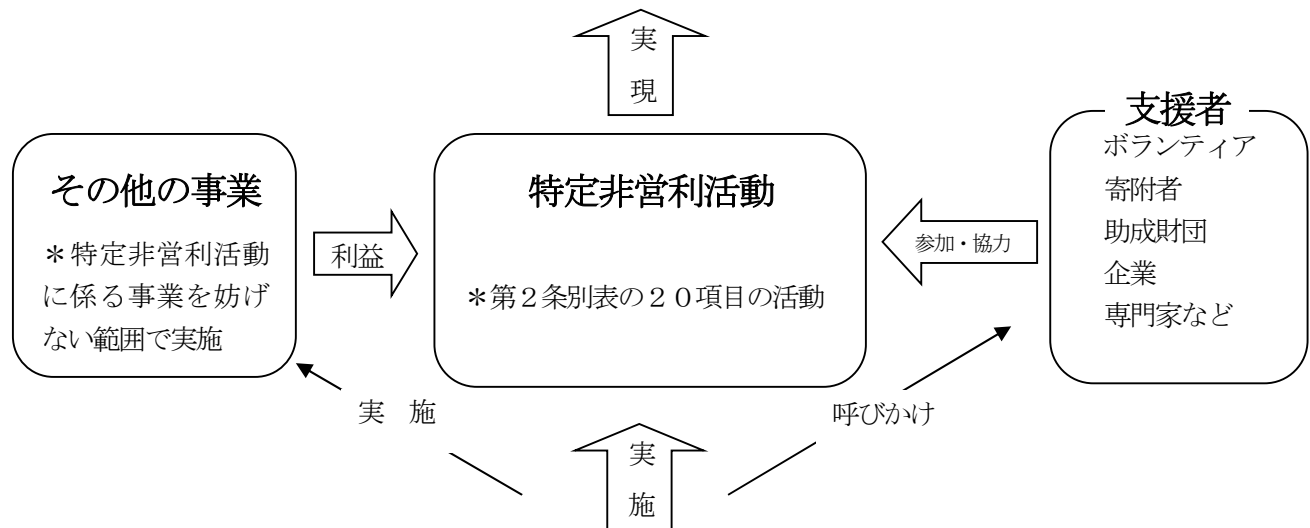 実
現
支援者
その他の事業
＊特定非営利活動
に係る事業を妨げ
ない範囲で実施
利益
特定非営利活動
＊第２条別表の２０項目の活動
参加・協力
ボランティア
寄附者
助成財団
企業
専門家など
実　施
呼びかけ
実
施